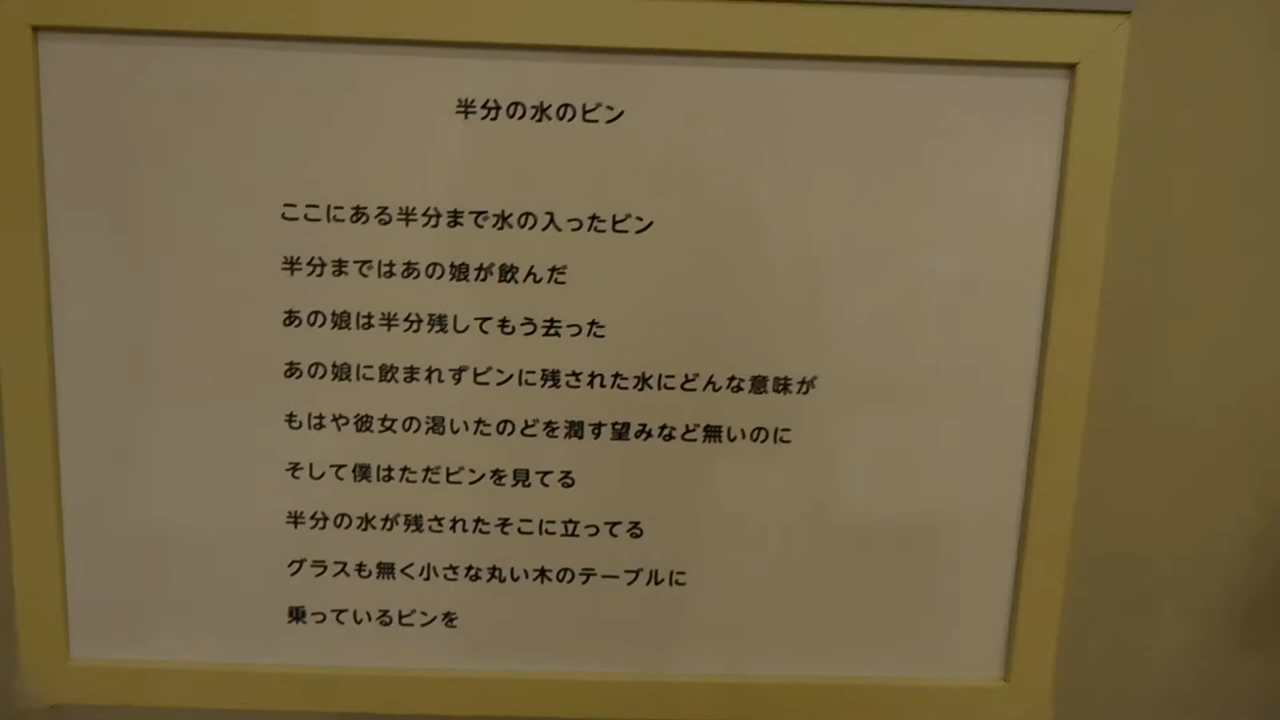 半分の水のビン
ここにある半分まで水の入ったビン
半分まではあの娘が飲んだ
あの娘は半分残してもう去った
あの娘に飲まれずビンに残された水にどんな意味が
もはや彼女の渇いたのどを潤す望みなど無いのに
そして僕はただビンを見てる
半分の水が残されたそこに立ってる
グラスも無く小さな丸い木のテーブルに
乗っているビンを